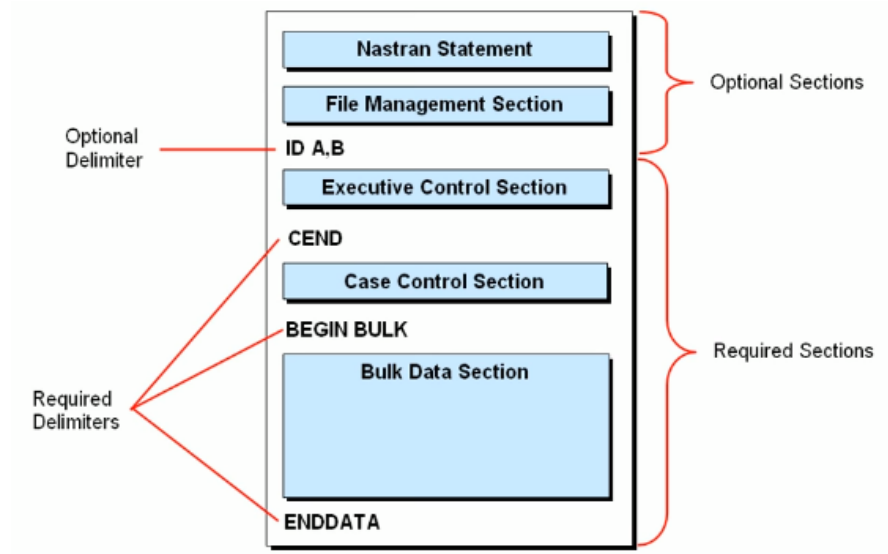 Nastran Statement
Optional Sections
File Management Section
Optional
Delimiter
ID A,B
Executive Control Section
CEND
Case Control Section
BEGIN BULK
Required Sections
Bulk Data Section
Required
Delimiters
ENDDATA